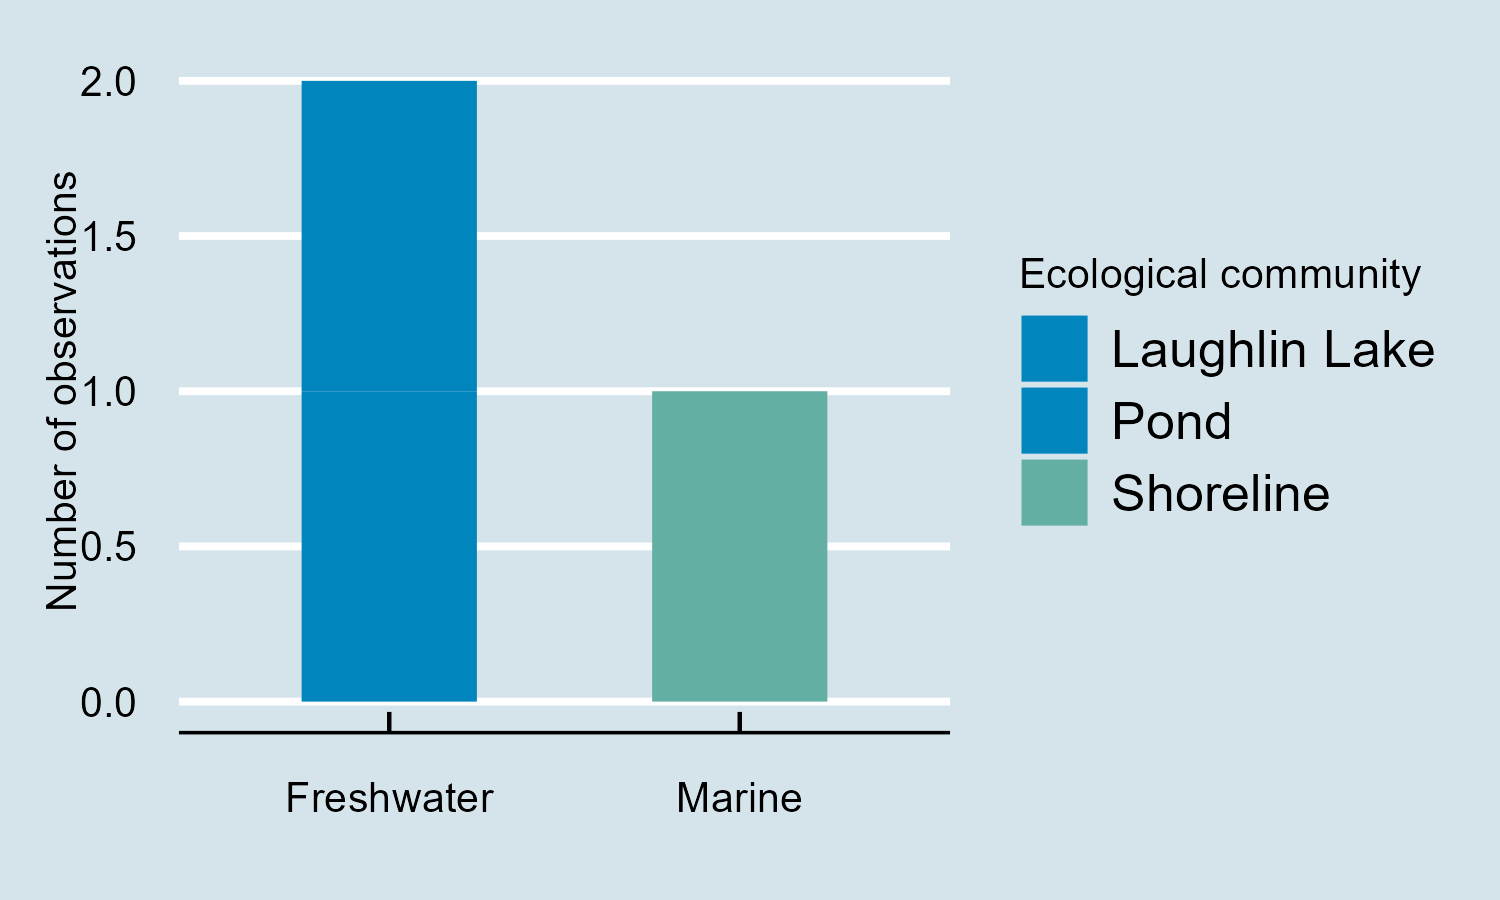 Number of observations
2.0
1.5
1.0
0.5
0.0
Freshwater
Marine
Ecological community
Laughlin Lake
Pond
Shoreline